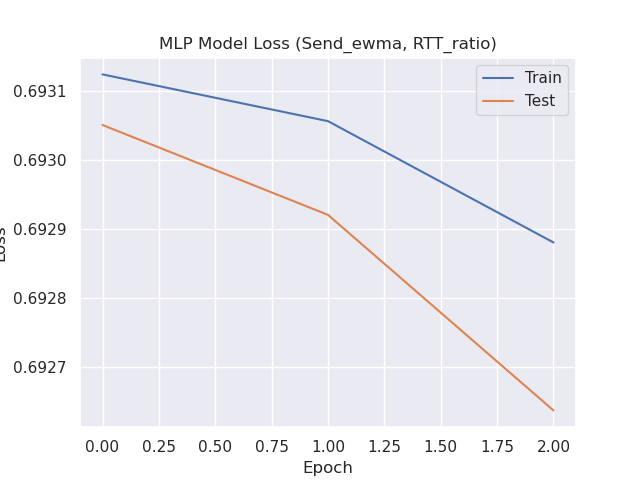 MLP Model Loss (Send_ewma, RTT_ratio)
Train
Test
0.6931
0.6930
0.6929
0.6928
0.6927
Loss
0.00 0.25 0.50 0.75 1.00 1.25 1.50 1.75 2.00
Epoch